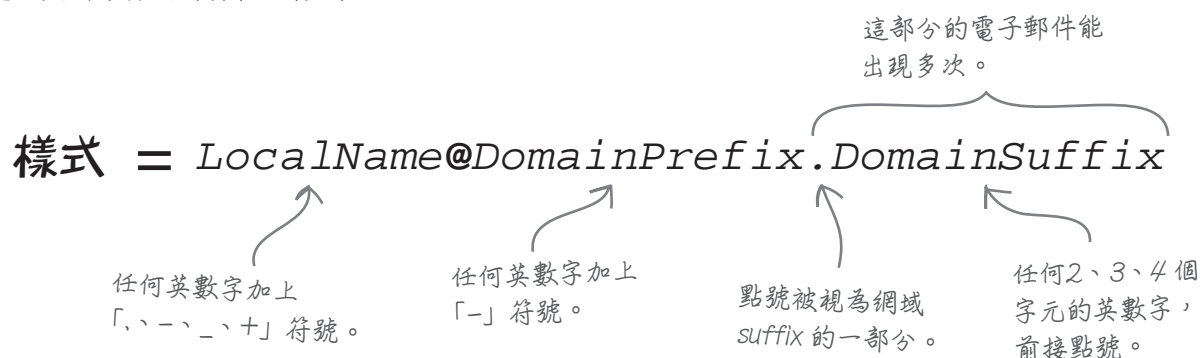 這部分的電子郵件能
出現多次。
樣式 = LocalName@DomainPrefix.DomainSuffix
任何英數字加上
「.、-、_、+」符號。
任何英數字加上
「-」符號。
點號被視為網域
suffix 的一部分。
任何2、3、4 個
字元的英數字，
前接點號。